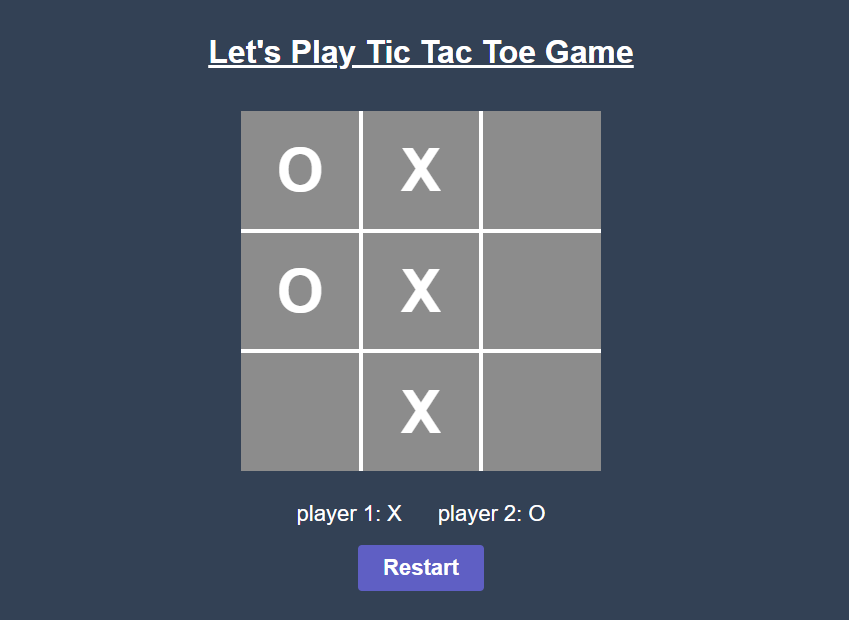 Let's Play Tic Tac Toe Game
O X
O X
X
player 1: X player 2: O
Restart